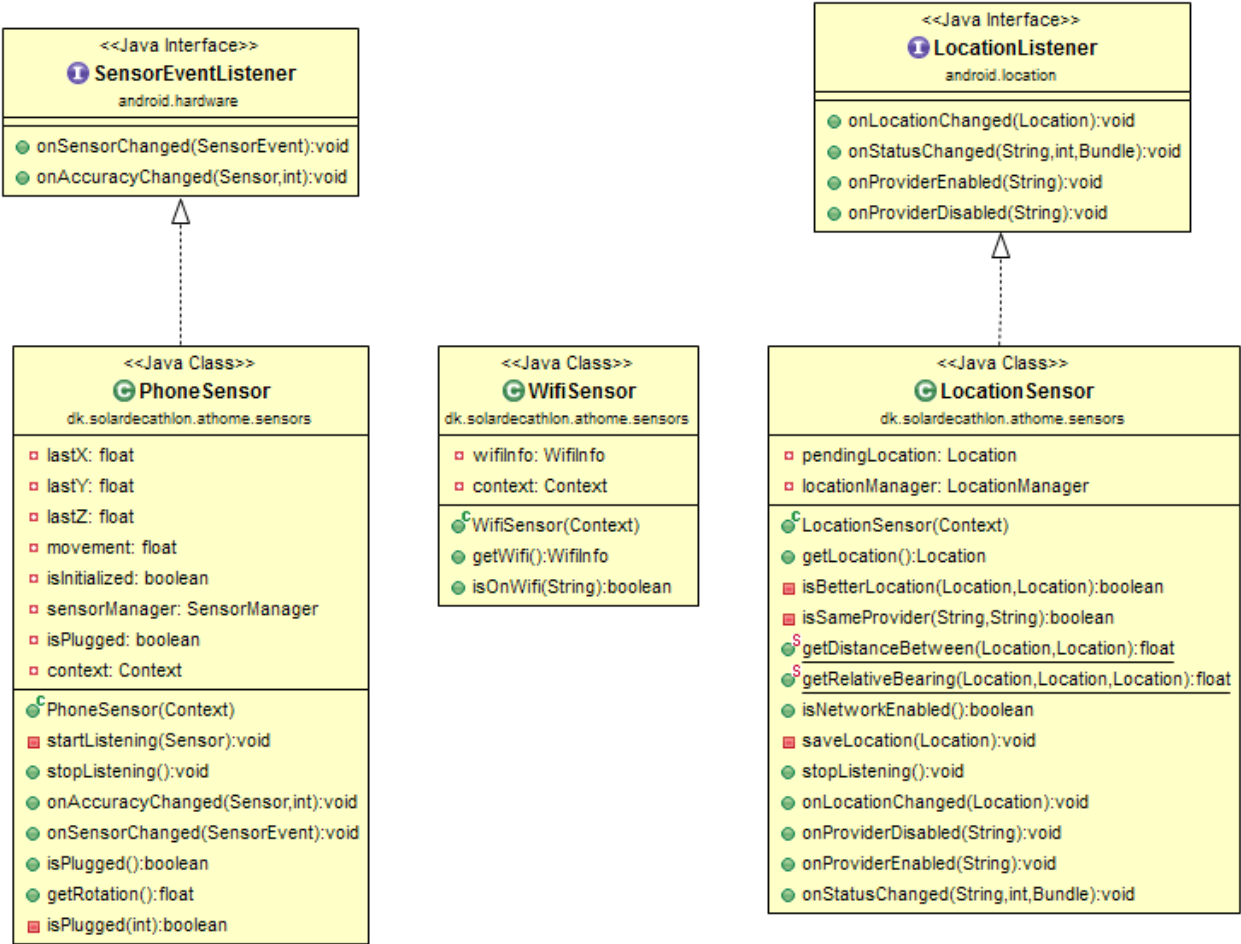 <<Java Interface>>
SensorEventListener
android.hardware
onSensorChanged(SensorEvent):void
onAccuracyChanged(Sensor,int):void
<<Java Interface>>
LocationListener
android.location
onLocationChanged(Location):void
onStatusChanged(String,int,Bundle):void
onProviderEnabled(String):void
onProviderDisabled(String):void
<<Java Class>>
PhoneSensor
dk.solardecathlon.athome.sensors
lastX: float
lastY: float
lastZ: float
movement: float
isInitialized: boolean
sensorManager: SensorManager
isPlugged: boolean
context: Context
PhoneSensor(Context)
startListening(Sensor):void
stopListening():void
onAccuracyChanged(Sensor,int):void
onSensorChanged(SensorEvent):void
isPlugged():boolean
getRotation():float
isPlugged(int):boolean
<<Java Class>>
WifiSensor
dk.solardecathlon.athome.sensors
wifiInfo: WifiInfo
context: Context
WifiSensor(Context)
getWifi():WifiInfo
isOnWifi(String):boolean
<<Java Class>>
LocationSensor
dk.solardecathlon.athome.sensors
pendingLocation: Location
locationManager: LocationManager
LocationSensor(Context)
getLocation():Location
isBetterLocation(Location,Location):boolean
isSameProvider(String,String):boolean
getDistanceBetween(Location,Location):float
getRelativeBearing(Location,Location,Location):float
isNetworkEnabled():boolean
saveLocation(Location):void
stopListening():void
onLocationChanged(Location):void
onProviderDisabled(String):void
onProviderEnabled(String):void
onStatusChanged(String,int,Bundle):void